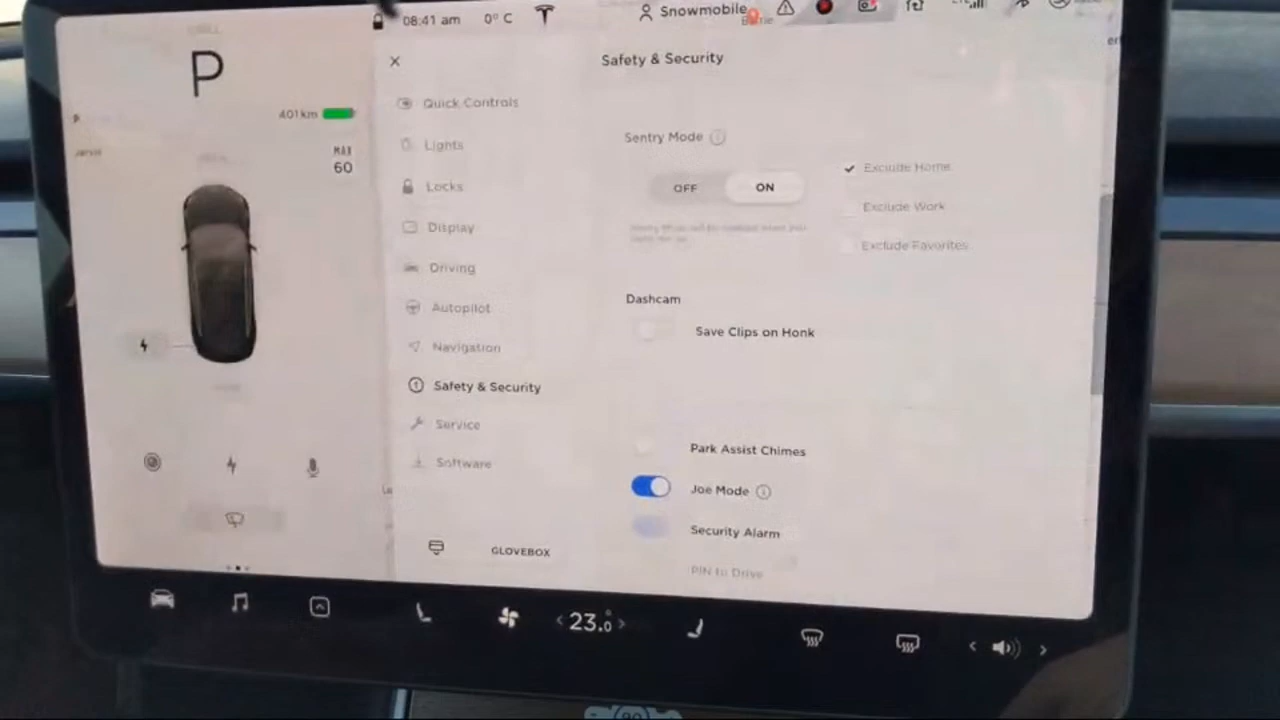 08:41 am 0° C Snowmobile
P
401km
MAX
60
Safety & Security
Quick Controls
Lights
Locks
Display
Driving
Autopilot
Navigation
Safety & Security
Service
Software
GLOVEBOX
Sentry Mode
OFF ON
Exclude Home
Exclude Work
Exclude Favorites
Dashcam
Save Clips on Honk
Park Assist Chimes
Joe Mode
Security Alarm
PIN to Drive
< 23.0° >
< >